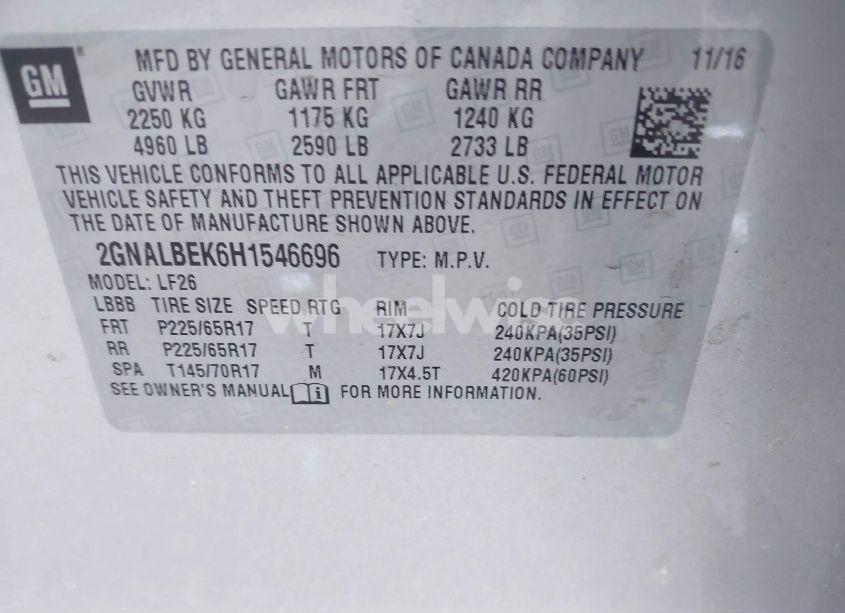 GM ® MFD BY GENERAL MOTORS OF CANADA COMPANY 11/16
GVWR GAWR FRT GAWR RR
2250 KG 1175 KG 1240 KG
4960 LB 2590 LB 2733 LB
THIS VEHICLE CONFORMS TO ALL APPLICABLE U.S. FEDERAL MOTOR
VEHICLE SAFETY AND THEFT PREVENTION STANDARDS IN EFFECT ON
THE DATE OF MANUFACTURE SHOWN ABOVE.
2GNALBEK6H1546696 TYPE: M.P.V.
MODEL: LF26
LBBB TIRE SIZE SPEED RTG RIM COLD TIRE PRESSURE
FRT P225/65R17 T 17X7J 240KPA(35PSI)
RR P225/65R17 T 17X7J 240KPA(35PSI)
SPA T145/70R17 M 17X4.5T 420KPA(60PSI)
SEE OWNER'S MANUAL i FOR MORE INFORMATION.